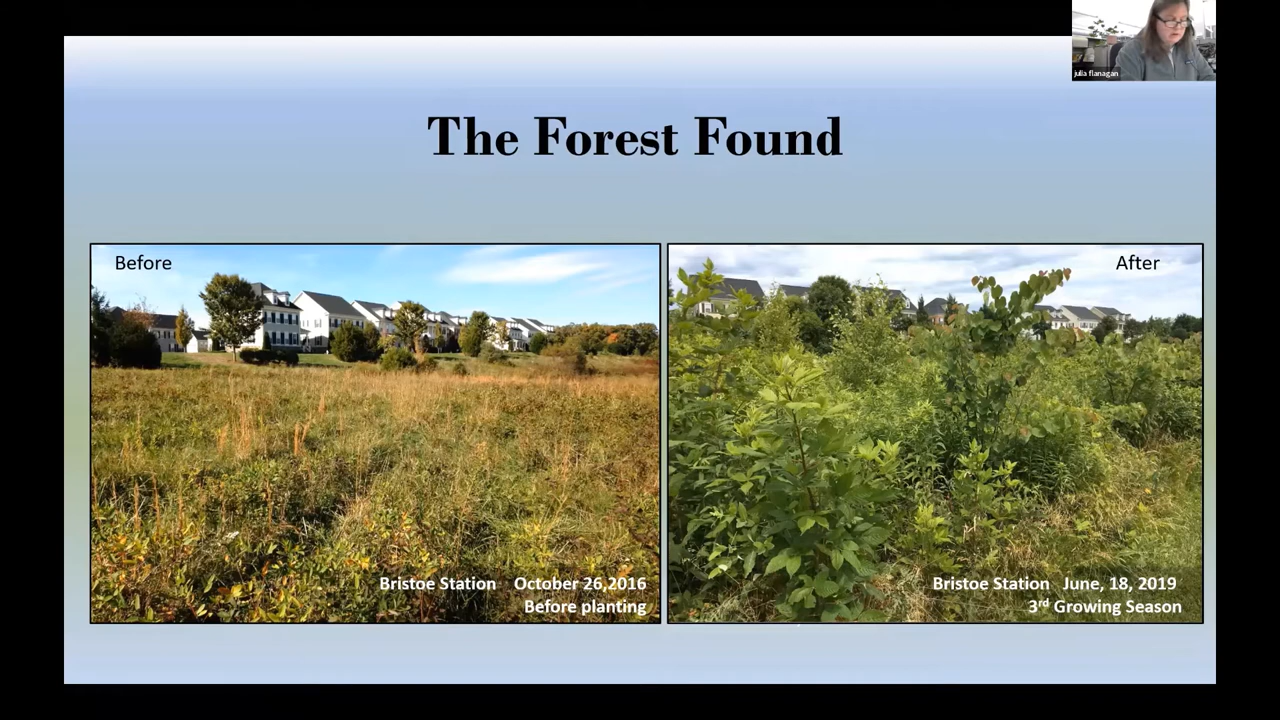 julia flanagan
The Forest Found
Before
After
Bristoe Station October 26,2016
Before planting
Bristoe Station June, 18, 2019
3rd Growing Season